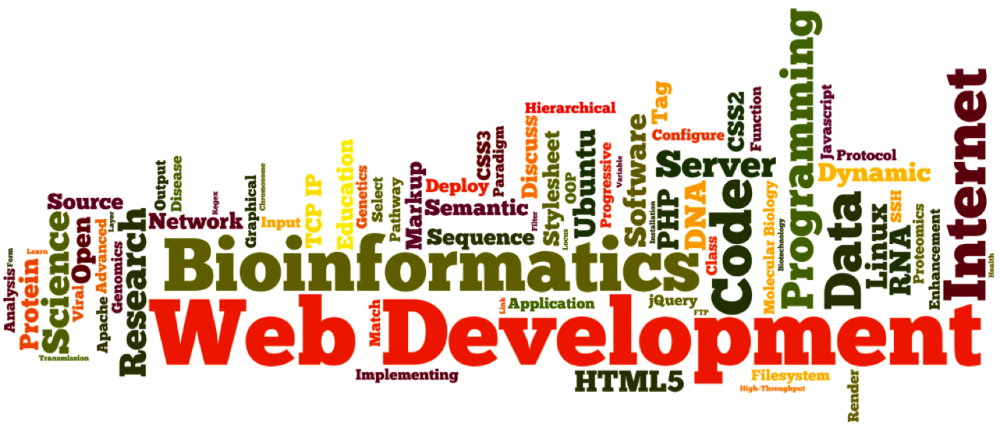 Programming
Internet
Tag
Javascript
Function
CSS2
Hierarchical
Software
Discuss
CSS3
Paradigm
Stylesheet
Ubuntu
Configure
Education
Progressive
Protocol
Server
Variable
Output
Disease
Markup
Dynamic
Chromosome
Genetics
OOP
Graphical
TCP IP
Select
Pathway
Deploy
Code
DNA
Molecular Biology
PHP
Regex
Source
Network
Input
Semantic
Filter
Installation
SSH
Data
Linux
Proteomics
Enhancement
Science
Open
Layer
Advanced
Research
Sequence
Locus
Biotechnology
RNA
Class
Bioinformatics
Form
Learn
Analysis
Protein
Viral
Genomics
Apache
Health
Web Development
Match
Link
Application
jQuery
FTP
Transmission
Implementing
HTML5
Filesystem
High-Throughput
Render